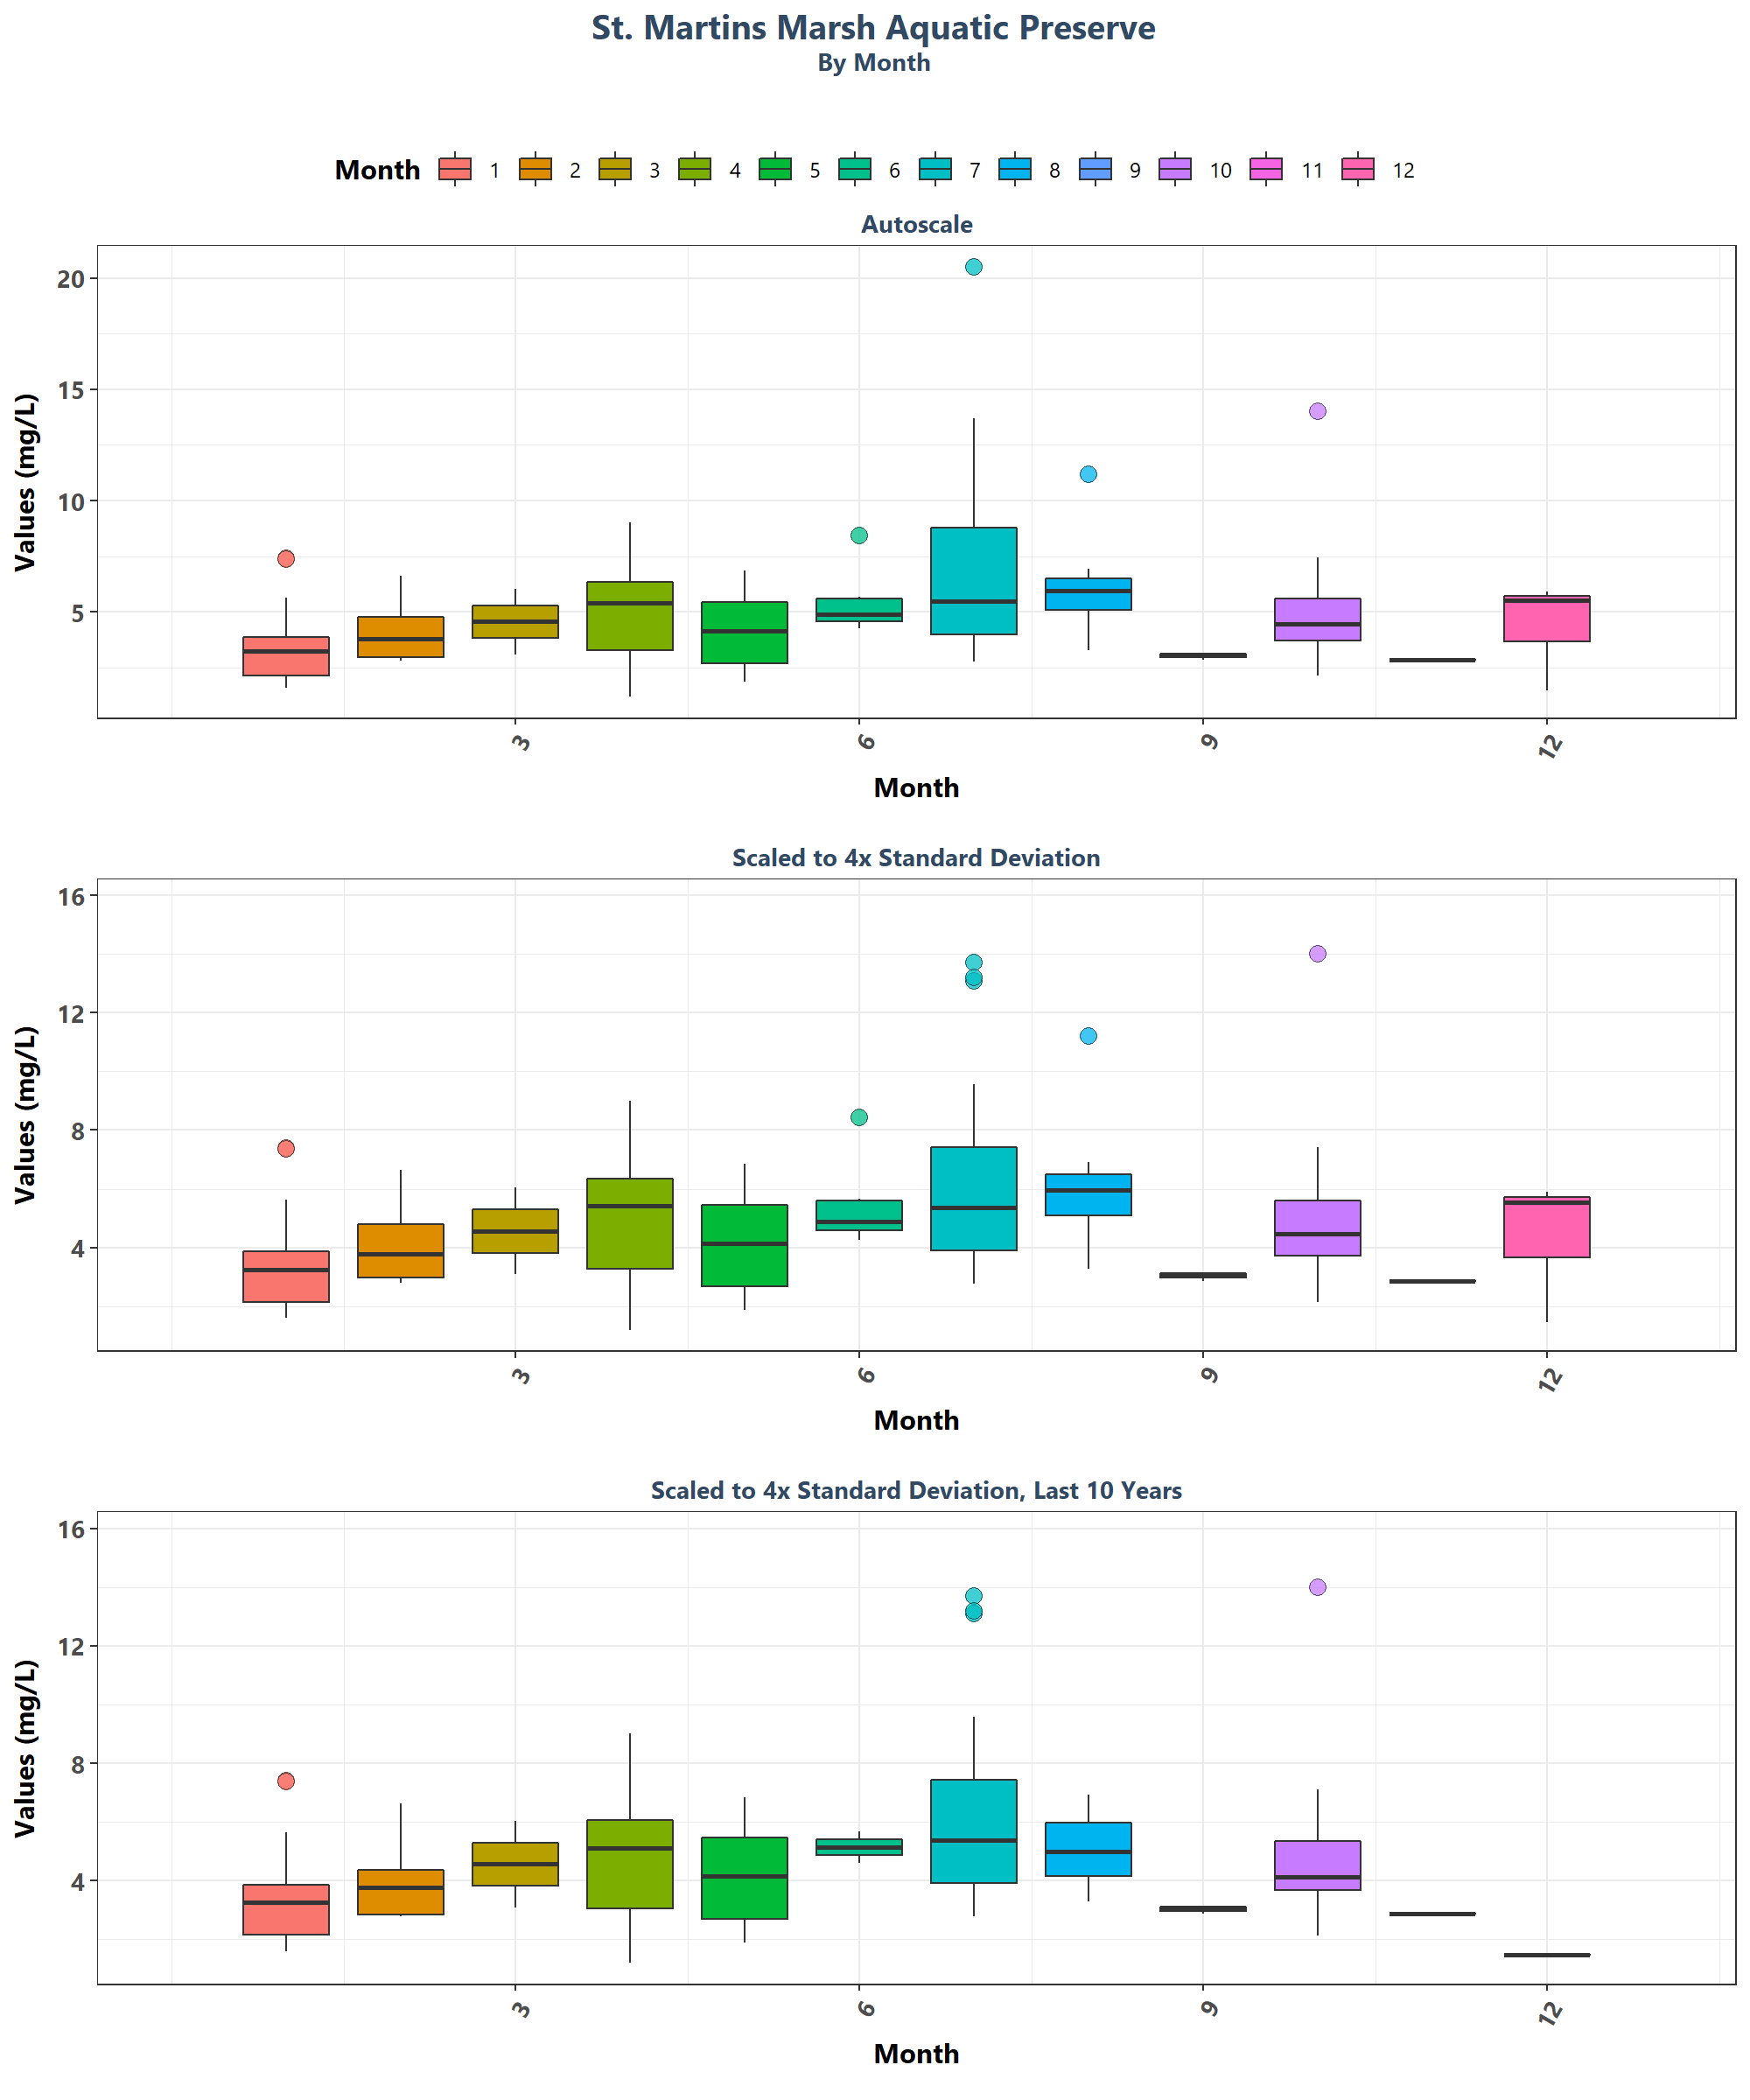 St. Martins Marsh Aquatic Preserve
By Month
Month 1 2 3 4 5 6 7 8 9 10 11 12
Autoscale
Values (mg/L)
20
15
10
5
3 6 9 12
Month
Scaled to 4x Standard Deviation
Values (mg/L)
16
12
8
4
3 6 9 12
Month
Scaled to 4x Standard Deviation, Last 10 Years
Values (mg/L)
16
12
8
4
3 6 9 12
Month